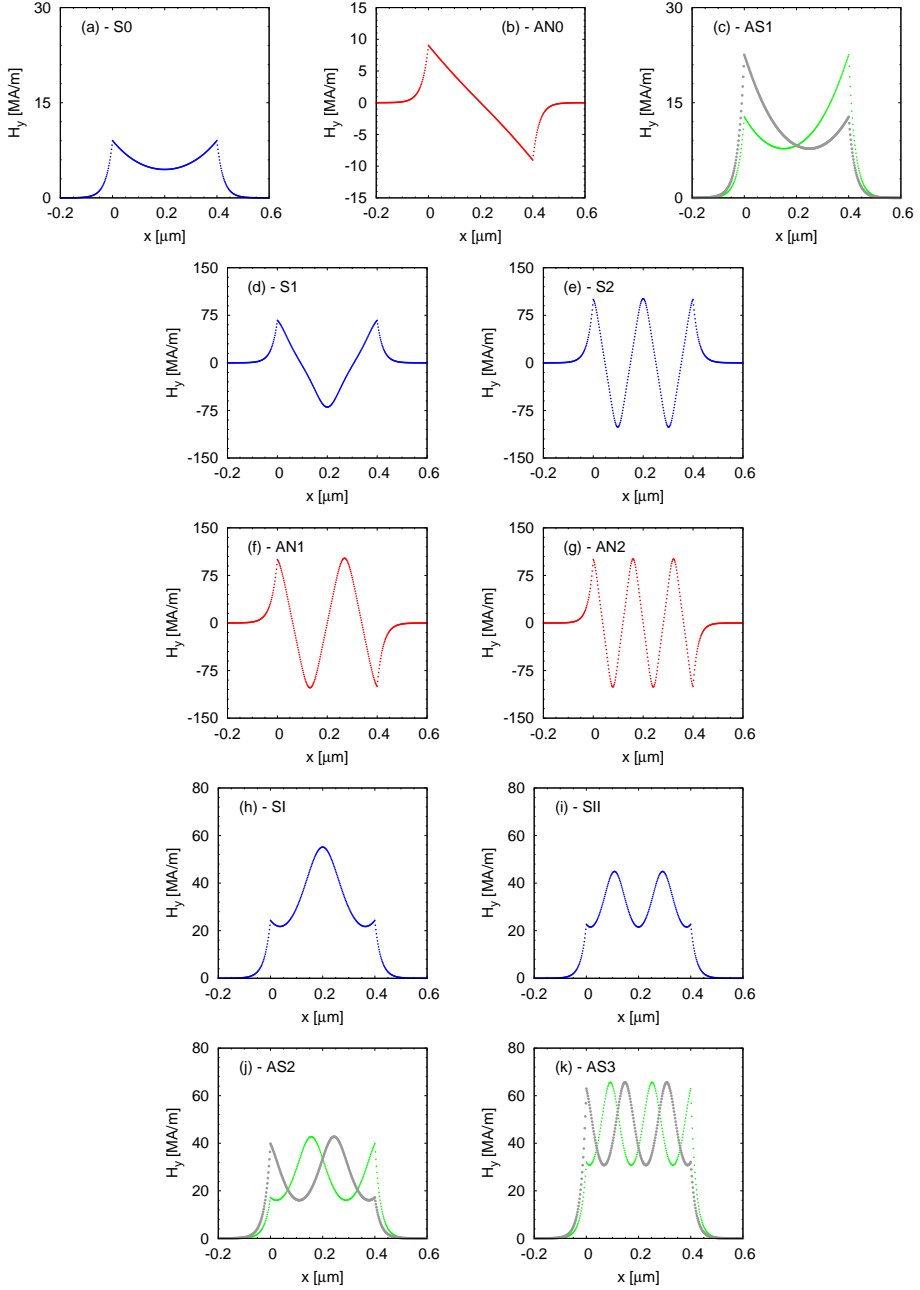 (a) - S0
H_y [MA/m]
30
15
0
-0.2 0 0.2 0.4 0.6
x [μm]
(b) - AN0
H_y [MA/m]
15
10
5
0
-5
-10
-15
-0.2 0 0.2 0.4 0.6
x [μm]
(c) - AS1
H_y [MA/m]
30
15
0
-0.2 0 0.2 0.4 0.6
x [μm]
(d) - S1
H_y [MA/m]
150
75
0
-75
-150
-0.2 0 0.2 0.4 0.6
x [μm]
(e) - S2
H_y [MA/m]
150
75
0
-75
-150
-0.2 0 0.2 0.4 0.6
x [μm]
(f) - AN1
H_y [MA/m]
150
75
0
-75
-150
-0.2 0 0.2 0.4 0.6
x [μm]
(g) - AN2
H_y [MA/m]
150
75
0
-75
-150
-0.2 0 0.2 0.4 0.6
x [μm]
(h) - SI
H_y [MA/m]
80
60
40
20
0
-0.2 0 0.2 0.4 0.6
x [μm]
(i) - SII
H_y [MA/m]
80
60
40
20
0
-0.2 0 0.2 0.4 0.6
x [μm]
(j) - AS2
H_y [MA/m]
80
60
40
20
0
-0.2 0 0.2 0.4 0.6
x [μm]
(k) - AS3
H_y [MA/m]
80
60
40
20
0
-0.2 0 0.2 0.4 0.6
x [μm]